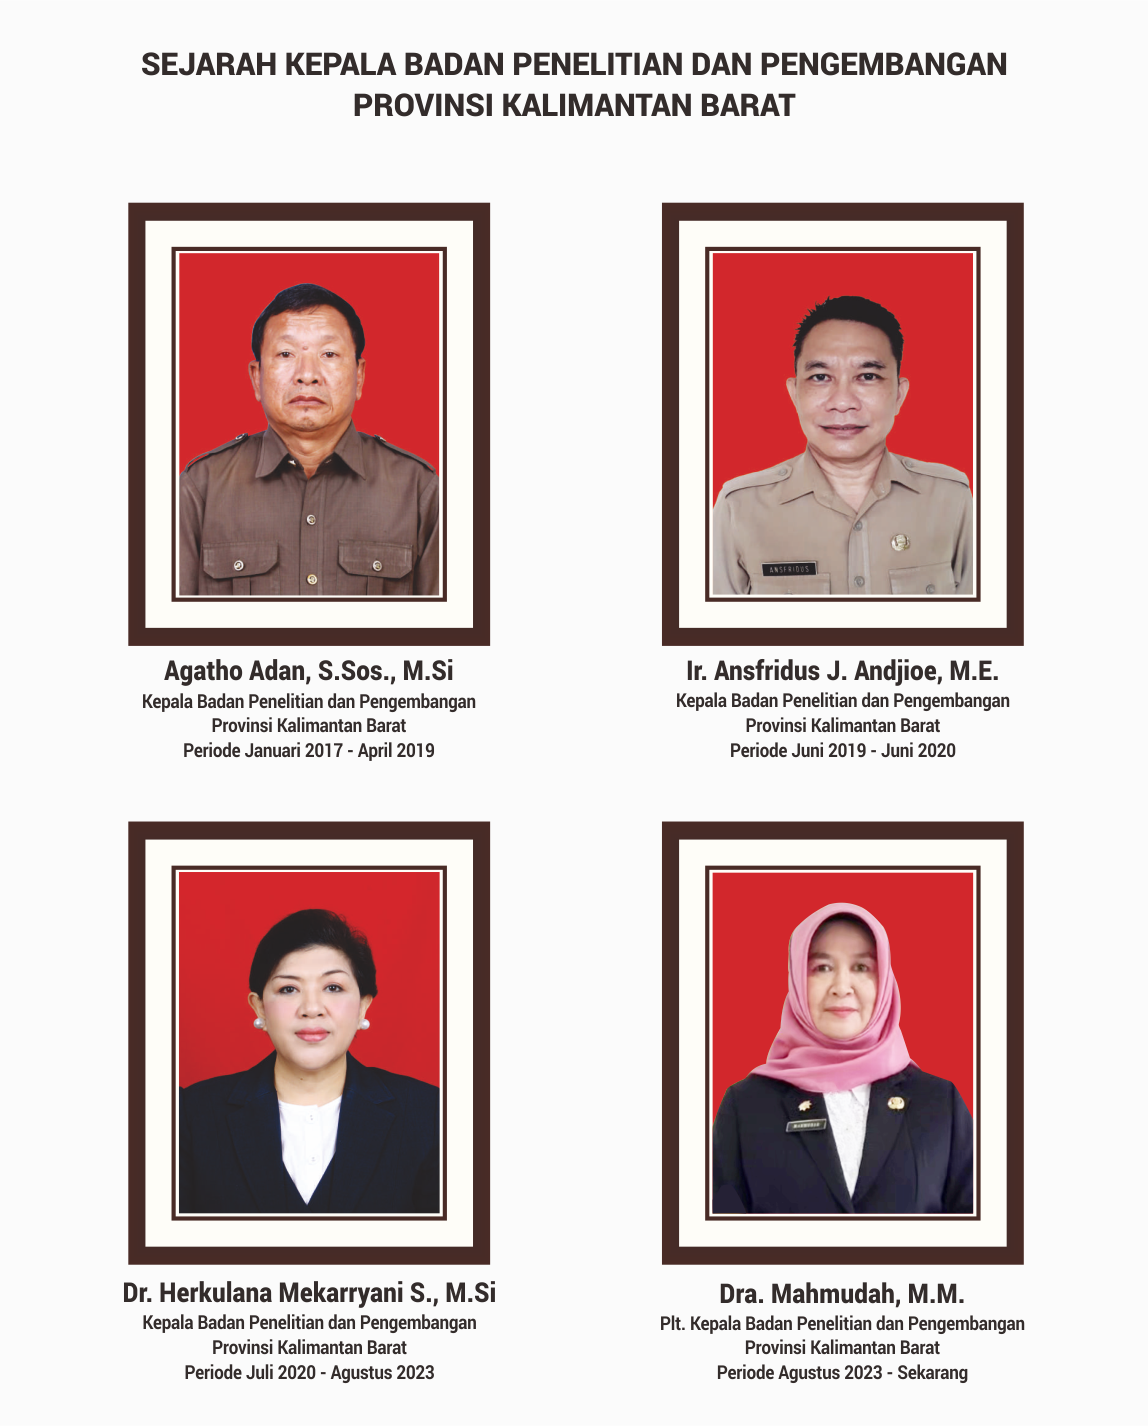 SEJARAH KEPALA BADAN PENELITIAN DAN PENGEMBANGAN
PROVINSI KALIMANTAN BARAT
ANSFRIDUS
Agatho Adan, S.Sos., M.Si
Kepala Badan Penelitian dan Pengembangan
Provinsi Kalimantan Barat
Periode Januari 2017 - April 2019
Ir. Ansfridus J. Andjioe, M.E.
Kepala Badan Penelitian dan Pengembangan
Provinsi Kalimantan Barat
Periode Juni 2019 - Juni 2020
MAHMUDAH
Dr. Herkulana Mekarryani S., M.Si
Kepala Badan Penelitian dan Pengembangan
Provinsi Kalimantan Barat
Periode Juli 2020 - Agustus 2023
Dra. Mahmudah, M.M.
Plt. Kepala Badan Penelitian dan Pengembangan
Provinsi Kalimantan Barat
Periode Agustus 2023 - Sekarang